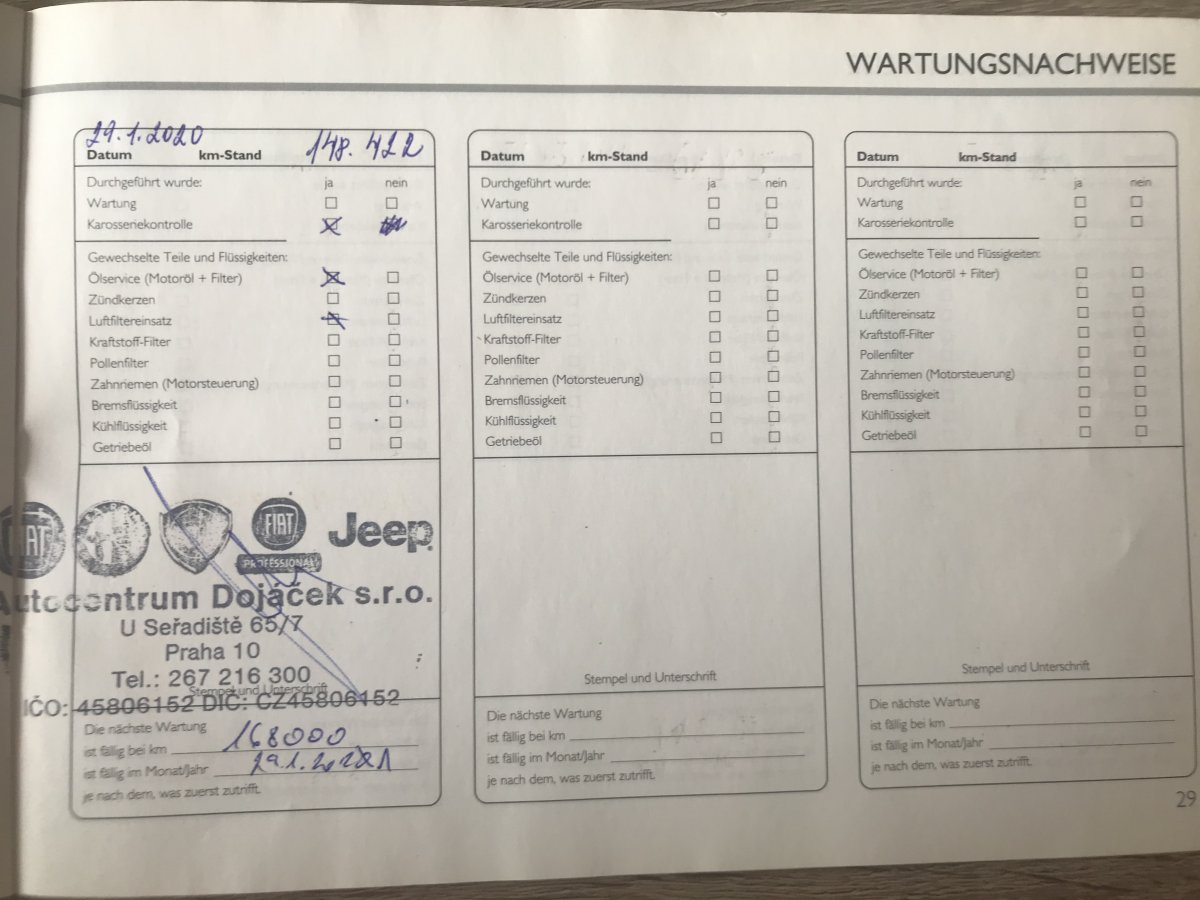 WARTUNGSNACHWEISE
29.1.2020 148.422
Datum km-Stand
Durchgeführt wurde: ja nein
Wartung
Karosseriekontrolle
Gewechselte Teile und Flüssigkeiten:
Ölservice (Motoröl + Filter)
Zündkerzen
Luftfiltereinsatz
Kraftstoff-Filter
Pollenfilter
Zahnriemen (Motorsteuerung)
Bremsflüssigkeit
Kühlflüssigkeit
Getriebeöl
FIAT FIAT Jeep
PROFESSIONAL
Autocentrum Dojáček s.r.o.
U Seřadiště 65/7
Praha 10
Tel.: 267 216 300
Stempel und Unterschrift
IČO: 45806152 DIČ: CZ45806152
Die nächste Wartung
ist fällig bei km 168000
ist fällig im Monat/Jahr 29.1.2021
je nach dem, was zuerst zutrifft.
Datum km-Stand
Durchgeführt wurde: ja nein
Wartung
Karosseriekontrolle
Gewechselte Teile und Flüssigkeiten:
Ölservice (Motoröl + Filter)
Zündkerzen
Luftfiltereinsatz
Kraftstoff-Filter
Pollenfilter
Zahnriemen (Motorsteuerung)
Bremsflüssigkeit
Kühlflüssigkeit
Getriebeöl
Stempel und Unterschrift
Die nächste Wartung
ist fällig bei km
ist fällig im Monat/Jahr
je nach dem, was zuerst zutrifft.
Datum km-Stand
Durchgeführt wurde: ja nein
Wartung
Karosseriekontrolle
Gewechselte Teile und Flüssigkeiten:
Ölservice (Motoröl + Filter)
Zündkerzen
Luftfiltereinsatz
Kraftstoff-Filter
Pollenfilter
Zahnriemen (Motorsteuerung)
Bremsflüssigkeit
Kühlflüssigkeit
Getriebeöl
Stempel und Unterschrift
Die nächste Wartung
ist fällig bei km
ist fällig im Monat/Jahr
je nach dem, was zuerst zutrifft.
29